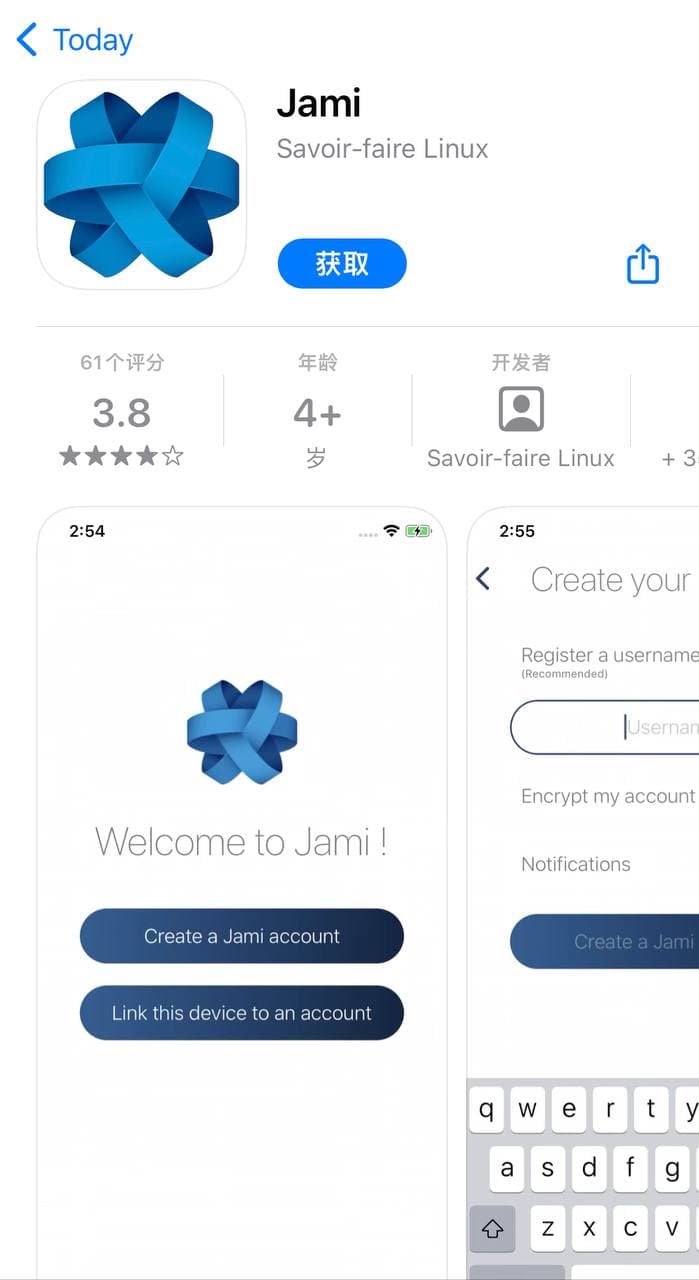 Today
Jami
Savoir-faire Linux
获取
61个评分
年龄
开发者
3.8
4+
岁
Savoir-faire Linux
+ 3
2:54
2:55
Welcome to Jami !
Create a Jami account
Link this device to an account
Create your
Register a username
(Recommended)
Encrypt my account
Notifications
Create a Jami
q w e r t y
a s d f g
z x c v